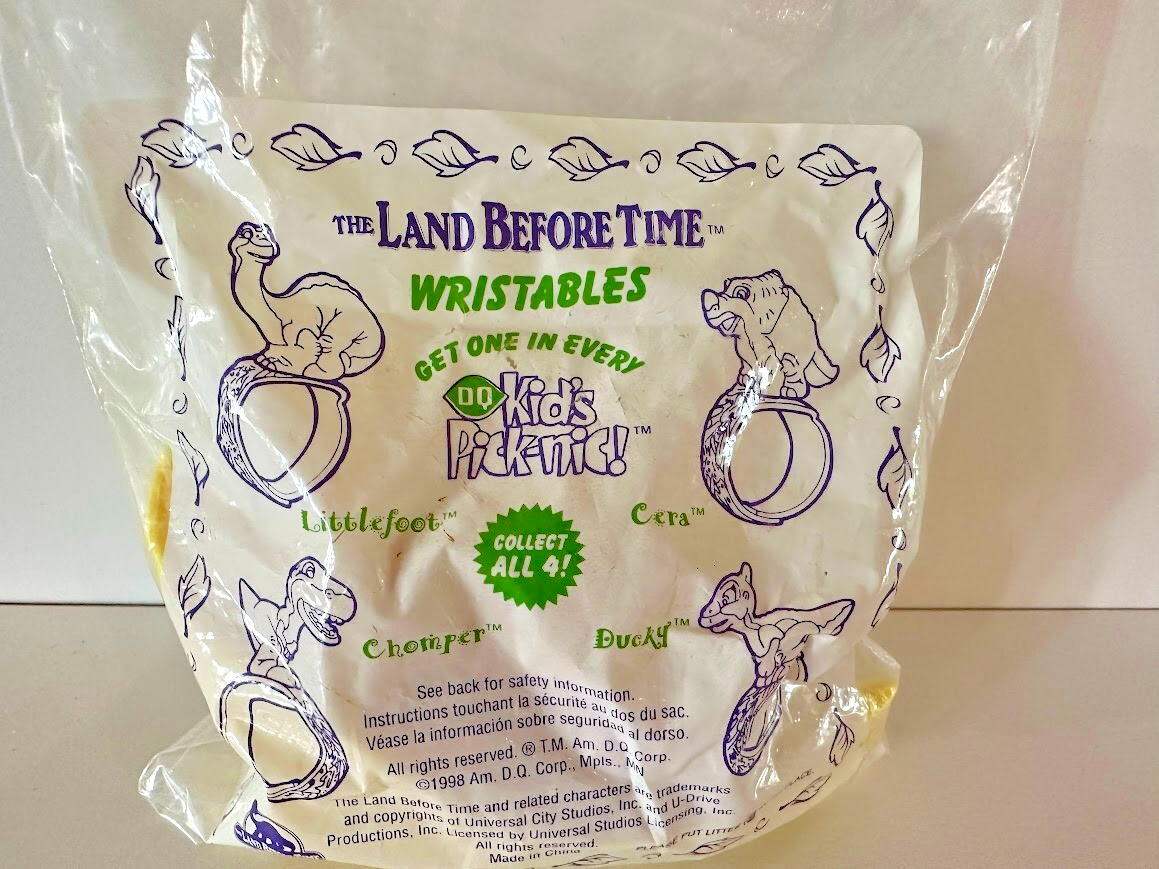 THE LAND BEFORE TIME™
WRISTABLES
GET ONE IN EVERY
DQ Kid's
Pick-nic!™
Littlefoot™
Cera™
COLLECT
ALL 4!
Chomper™
Ducky™
See back for safety information.
Instructions touchant la sécurité au dos du sac.
Véase la información sobre seguridad al dorso.
All rights reserved. ® T.M. Am. D.Q. Corp.
©1998 Am. D.Q. Corp., Mpls., MN
The Land Before Time and related characters are trademarks
and copyrights of Universal City Studios, Inc. and U-Drive
Productions, Inc. Licensed by Universal Studios Licensing, Inc.
All rights reserved.
Made in China
PLEASE PUT LITTER PLACE